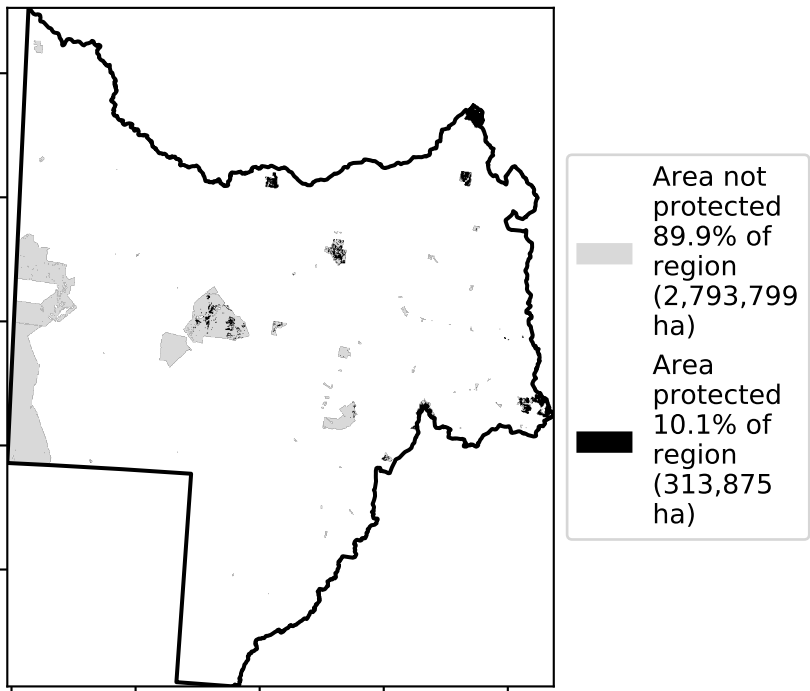 Area not
protected
89.9% of
region
(2,793,799
ha)
Area
protected
10.1% of
region
(313,875
ha)